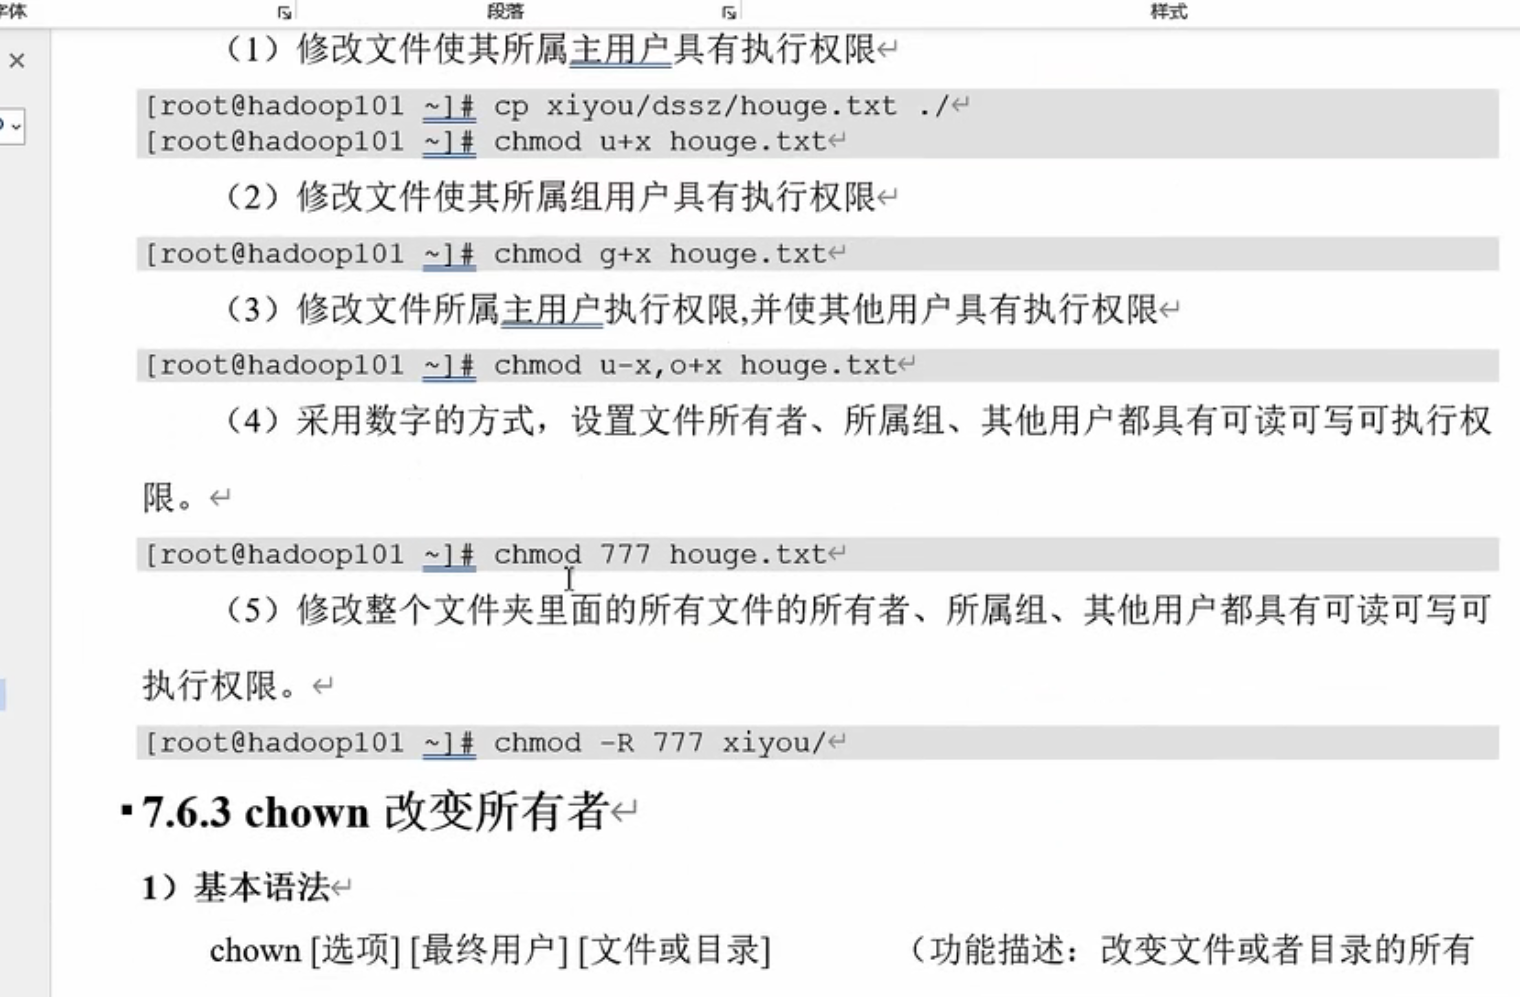 字体 段落 样式
（1）修改文件使其所属主用户具有执行权限
[root@hadoop101 ~]# cp xiyou/dssz/houge.txt ./
[root@hadoop101 ~]# chmod u+x houge.txt
（2）修改文件使其所属组用户具有执行权限
[root@hadoop101 ~]# chmod g+x houge.txt
（3）修改文件所属主用户执行权限,并使其他用户具有执行权限
[root@hadoop101 ~]# chmod u-x,o+x houge.txt
（4）采用数字的方式，设置文件所有者、所属组、其他用户都具有可读可写可执行权
限。
[root@hadoop101 ~]# chmod 777 houge.txt
（5）修改整个文件夹里面的所有文件的所有者、所属组、其他用户都具有可读可写可
执行权限。
[root@hadoop101 ~]# chmod -R 777 xiyou/
7.6.3 chown 改变所有者
1）基本语法
chown [选项] [最终用户] [文件或目录] （功能描述：改变文件或者目录的所有